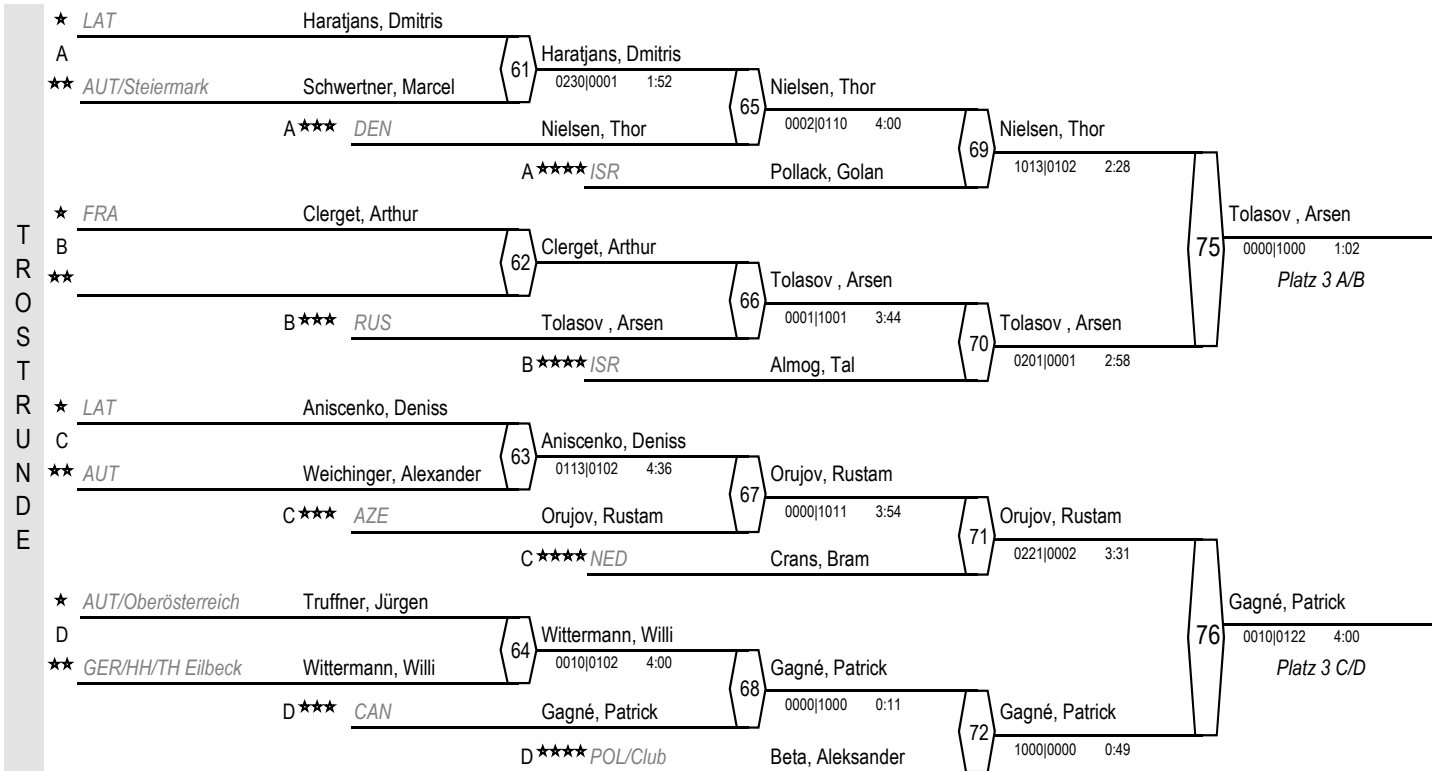 TROSTRUNDE
★ LAT Haratjans, Dmitris
A
61 Haratjans, Dmitris
0230|0001 1:52
★★ AUT/Steiermark Schwertner, Marcel
65 Nielsen, Thor
0002|0110 4:00
A★★★ DEN Nielsen, Thor
69 Nielsen, Thor
1013|0102 2:28
A★★★★ ISR Pollack, Golan
★ FRA Clerget, Arthur
75 Tolasov , Arsen
0000|1000 1:02
Platz 3 A/B
B
62 Clerget, Arthur
★★
66 Tolasov , Arsen
0001|1001 3:44
B★★★ RUS Tolasov , Arsen
70 Tolasov , Arsen
0201|0001 2:58
B★★★★ ISR Almog, Tal
★ LAT Aniscenko, Deniss
C
63 Aniscenko, Deniss
0113|0102 4:36
★★ AUT Weichinger, Alexander
67 Orujov, Rustam
0000|1011 3:54
C★★★ AZE Orujov, Rustam
71 Orujov, Rustam
0221|0002 3:31
C★★★★ NED Crans, Bram
★ AUT/Oberösterreich Truffner, Jürgen
76 Gagné, Patrick
0010|0122 4:00
Platz 3 C/D
D
64 Wittermann, Willi
0010|0102 4:00
★★ GER/HH/TH Eilbeck Wittermann, Willi
68 Gagné, Patrick
0000|1000 0:11
D★★★ CAN Gagné, Patrick
72 Gagné, Patrick
1000|0000 0:49
D★★★★ POL/Club Beta, Aleksander